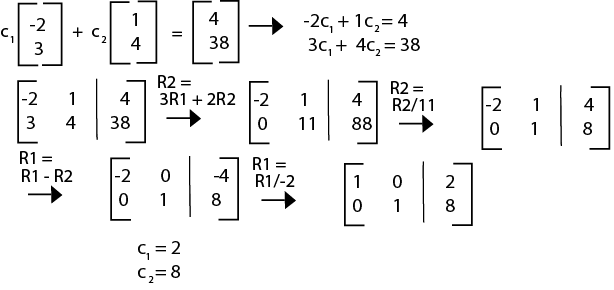 c₁ [-2 3] + c₂ [1 4] = [4 38] → -2c₁ + 1c₂ = 4
3c₁ + 4c₂ = 38
[-2 1 | 4] R2 = 3R1 + 2R2 → [-2 1 | 4] R2 = R2/11 → [-2 1 | 4]
[3 4 | 38] [0 11 | 88] [0 1 | 8]
R1 = R1 - R2 → [-2 0 | -4] R1 = R1/-2 → [1 0 | 2]
[0 1 | 8] [0 1 | 8]
c₁ = 2
c₂ = 8